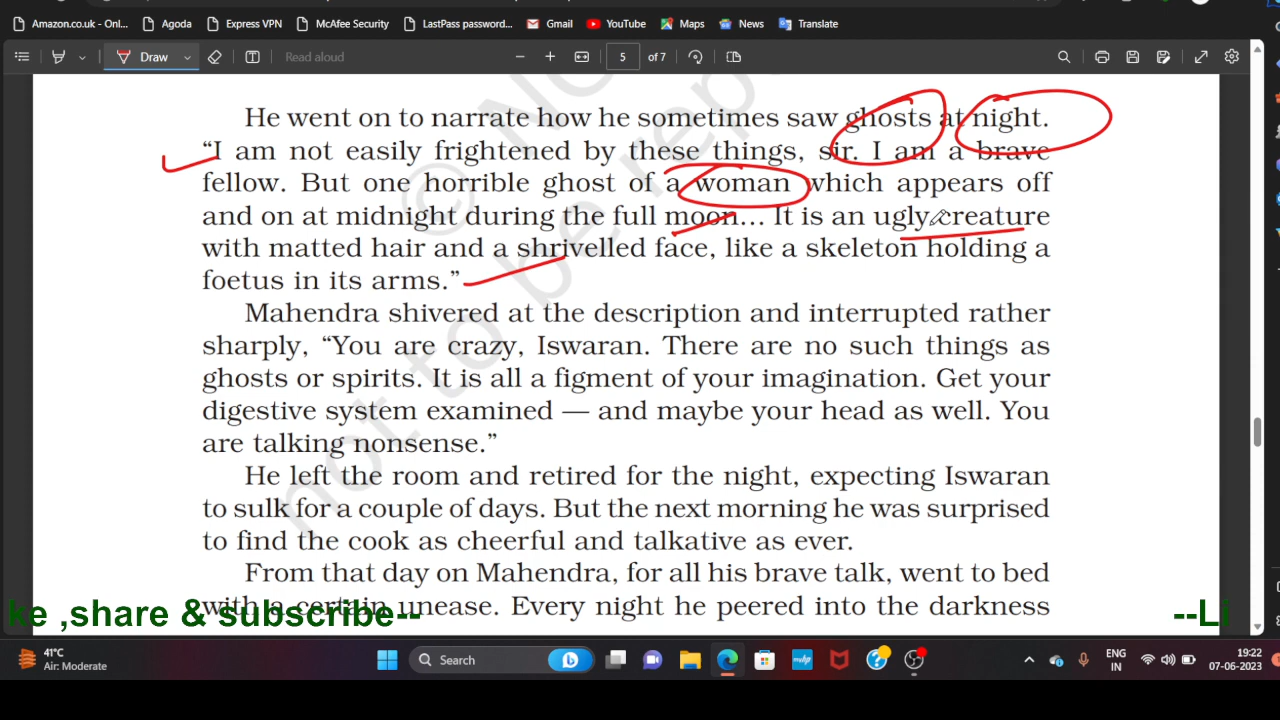 Amazon.co.uk - Onl...
Agoda
Express VPN
McAfee Security
LastPass password...
Gmail
YouTube
Maps
News
Translate
Draw
Read aloud
5
of 7
He went on to narrate how he sometimes saw ghosts at night.
“I am not easily frightened by these things, sir. I am a brave
fellow. But one horrible ghost of a woman which appears off
and on at midnight during the full moon... It is an ugly creature
with matted hair and a shrivelled face, like a skeleton holding a
foetus in its arms.”
Mahendra shivered at the description and interrupted rather
sharply, “You are crazy, Iswaran. There are no such things as
ghosts or spirits. It is all a figment of your imagination. Get your
digestive system examined — and maybe your head as well. You
are talking nonsense.”
He left the room and retired for the night, expecting Iswaran
to sulk for a couple of days. But the next morning he was surprised
to find the cook as cheerful and talkative as ever.
From that day on Mahendra, for all his brave talk, went to bed
with a certain unease. Every night he peered into the darkness
ke ,share & subscribe--
--Li
not to be rep
41°C
Air: Moderate
Search
ENG
IN
19:22
07-06-2023